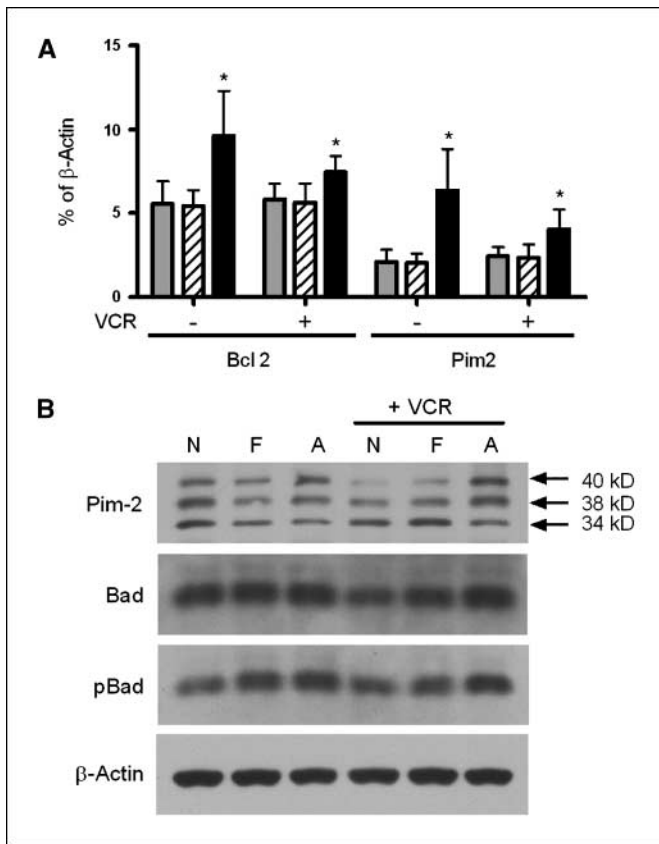 A
15
* * * *
10
% of β-Actin
5
0
VCR - + - +
Bcl 2 Pim2
B
+ VCR
N F A N F A
Pim-2
40 kD
38 kD
34 kD
Bad
pBad
β-Actin